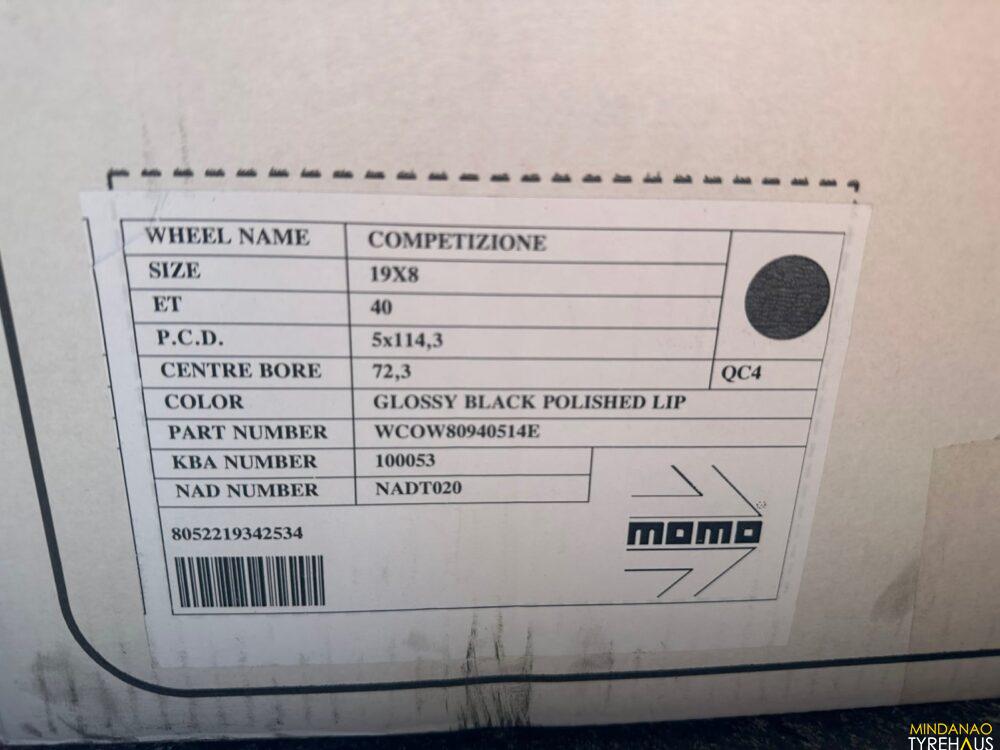 WHEEL NAME COMPETIZIONE
SIZE 19X8
ET 40
P.C.D. 5x114,3
CENTRE BORE 72,3 QC4
COLOR GLOSSY BLACK POLISHED LIP
PART NUMBER WCOW80940514E
KBA NUMBER 100053
NAD NUMBER NADT020
8052219342534
momo
MINDANAO
TYREHAUS